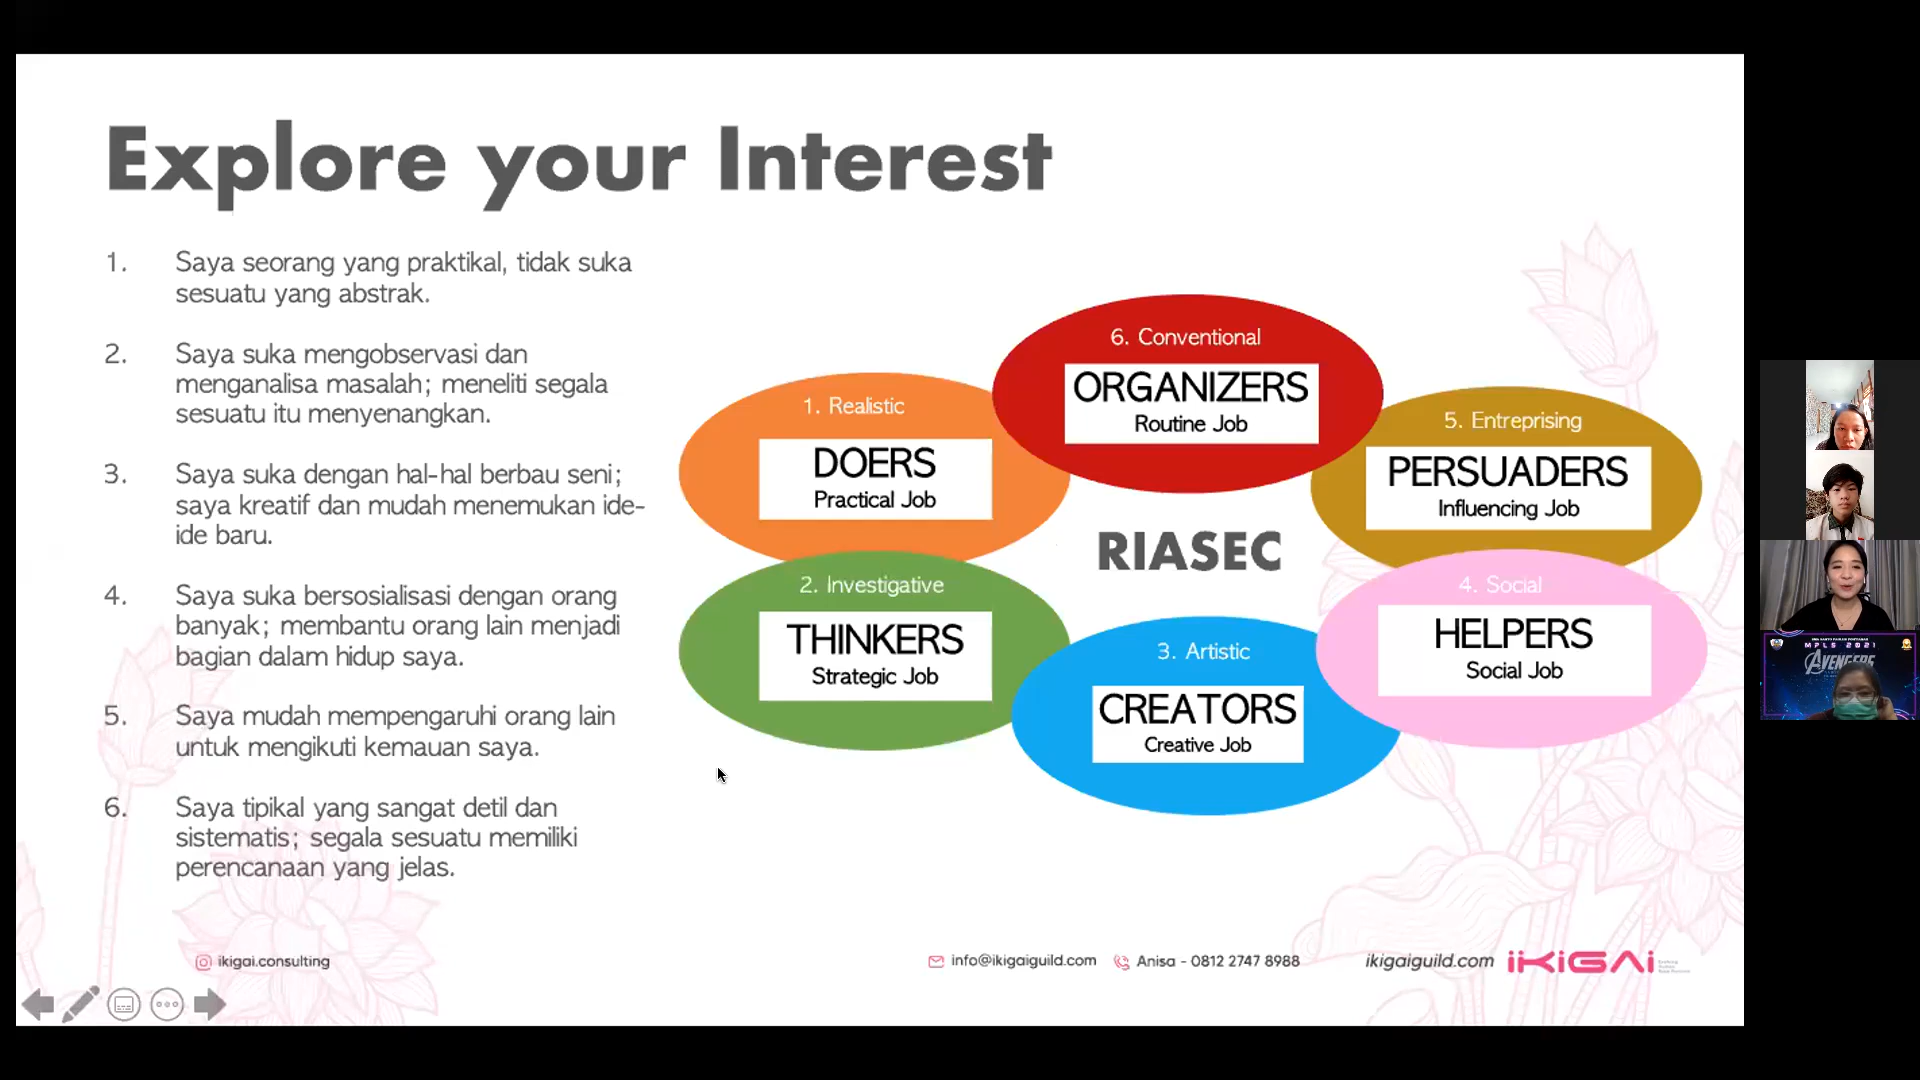 Explore your Interest
1. Saya seorang yang praktikal, tidak suka
sesuatu yang abstrak.
2. Saya suka mengobservasi dan
menganalisa masalah; meneliti segala
sesuatu itu menyenangkan.
3. Saya suka dengan hal-hal berbau seni;
saya kreatif dan mudah menemukan ide-
ide baru.
4. Saya suka bersosialisasi dengan orang
banyak; membantu orang lain menjadi
bagian dalam hidup saya.
5. Saya mudah mempengaruhi orang lain
untuk mengikuti kemauan saya.
6. Saya tipikal yang sangat detil dan
sistematis; segala sesuatu memiliki
perencanaan yang jelas.
6. Conventional
ORGANIZERS
Routine Job
1. Realistic
DOERS
Practical Job
5. Entreprising
PERSUADERS
Influencing Job
RIASEC
2. Investigative
THINKERS
Strategic Job
4. Social
HELPERS
Social Job
3. Artistic
CREATORS
Creative Job
ikigai.consulting
info@ikigaiguild.com
Anisa - 0812 2747 8988
ikigaiguild.com
iKiGAi
MPLS 2021
AVENGERS